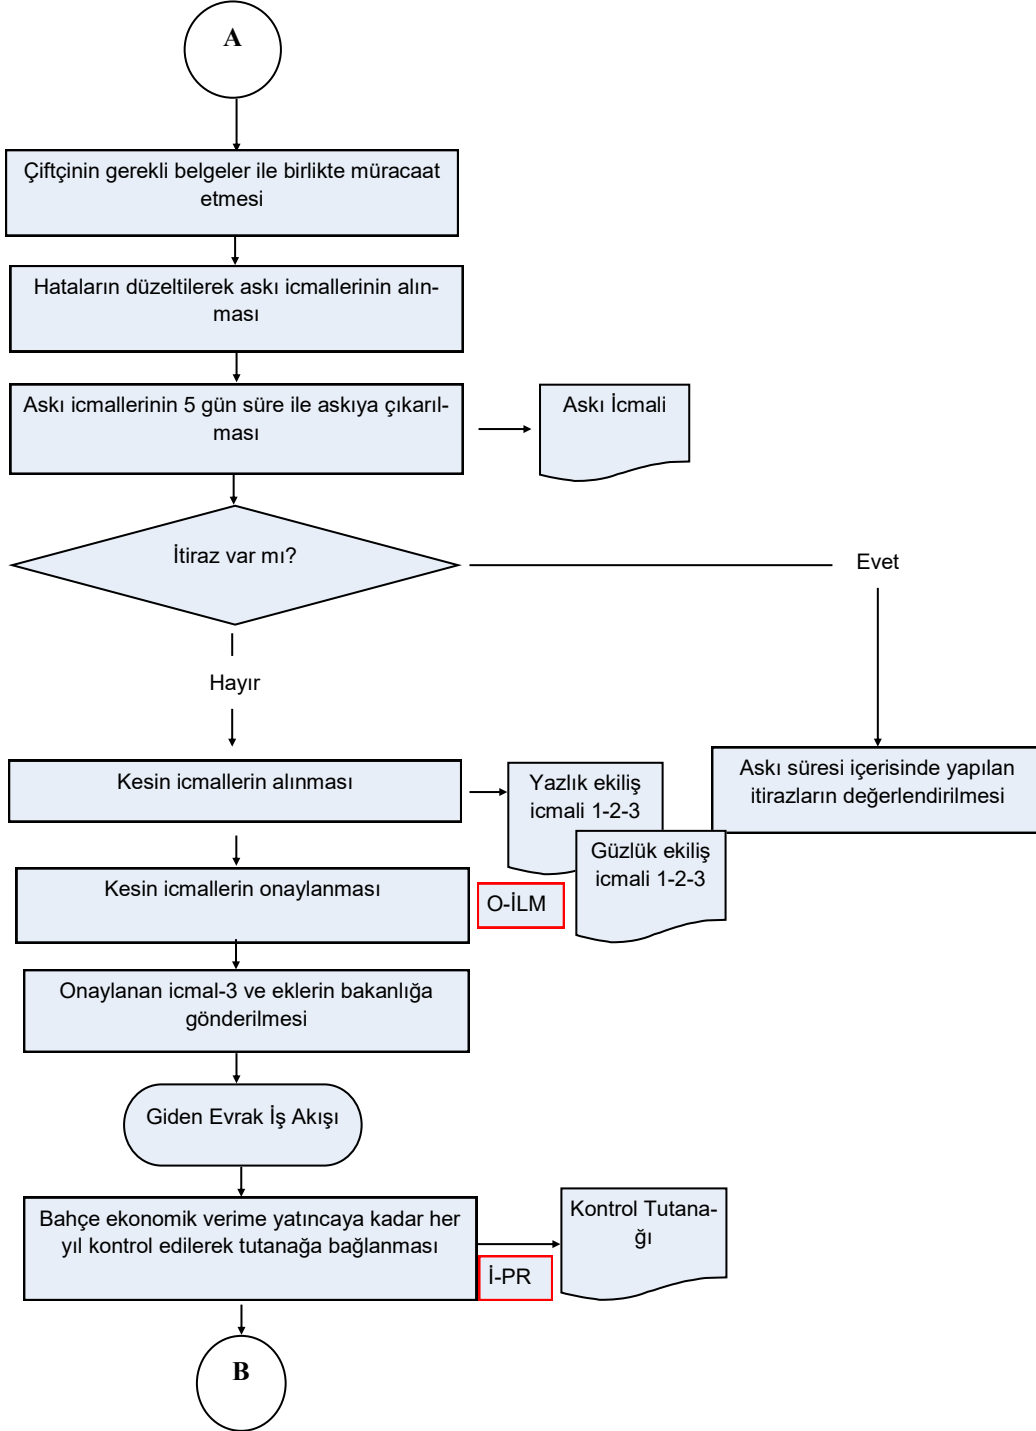 A
Çiftçinin gerekli belgeler ile birlikte müracaat
etmesi
Hataların düzeltilerek askı icmallerinin alın-
ması
Askı icmallerinin 5 gün süre ile askıya çıkarıl-
ması
Askı İcmali
İtiraz var mı?
Evet
Hayır
Kesin icmallerin alınması
Yazlık ekiliş
icmali 1-2-3
Askı süresi içerisinde yapılan
itirazların değerlendirilmesi
Güzlük ekiliş
icmali 1-2-3
Kesin icmallerin onaylanması
O-İLM
Onaylanan icmal-3 ve eklerin bakanlığa
gönderilmesi
Giden Evrak İş Akışı
Bahçe ekonomik verime yatıncaya kadar her
yıl kontrol edilerek tutanağa bağlanması
Kontrol Tutana-
ğı
İ-PR
B